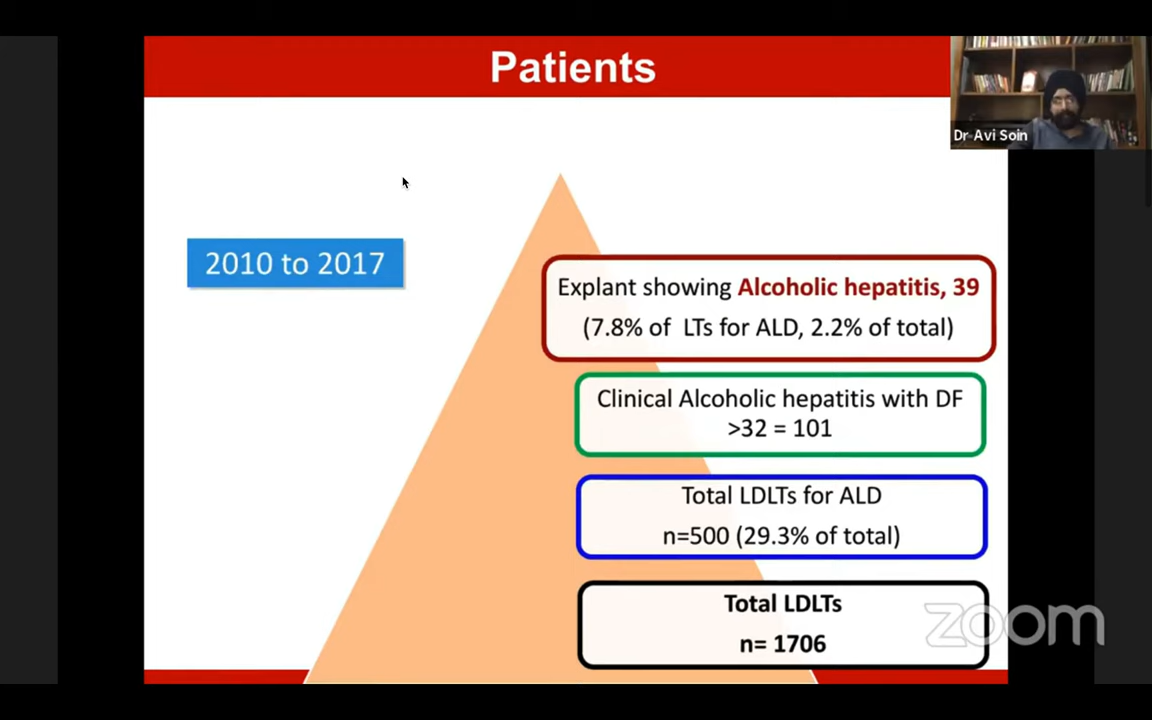 Patients
Dr Avi Soin
2010 to 2017
Explant showing Alcoholic hepatitis, 39
(7.8% of LTs for ALD, 2.2% of total)
Clinical Alcoholic hepatitis with DF
>32 = 101
Total LDLTs for ALD
n=500 (29.3% of total)
Total LDLTs
n= 1706
zoom